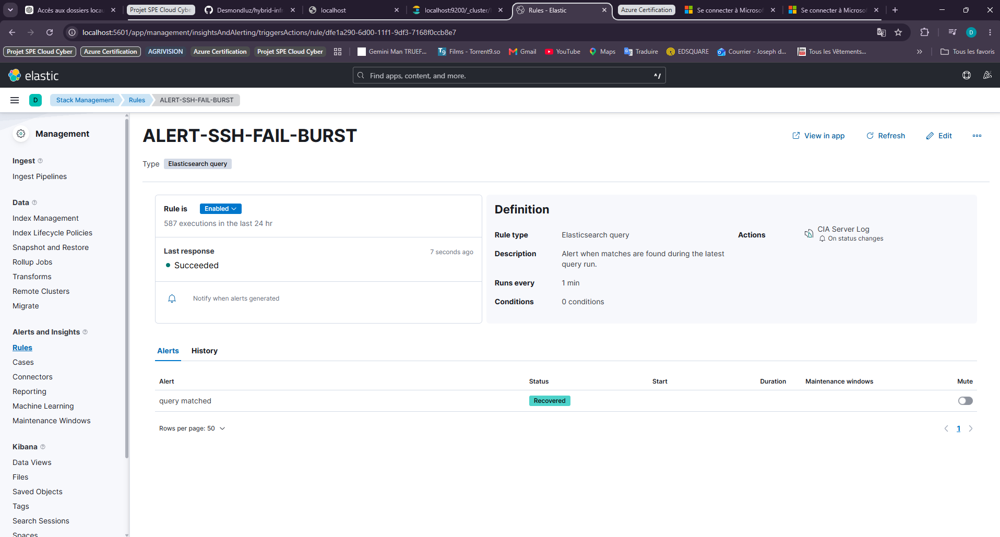 Accès aux dossiers locau
Projet SPE Cloud Cybe
Desmondluz/hybrid-infr
localhost
localhost:9200/_cluster/
Rules - Elastic
Azure Certification
Se connecter à Microsof
Se connecter à Microsof
localhost:5601/app/management/insightsAndAlerting/triggersActions/rule/dfe1a290-6d00-11f1-9df3-7168f0ccb8e7
D
Projet SPE Cloud Cyber
Azure Certification
AGRIVISION
Azure Certification
Projet SPE Cloud Cyber
Gemini Man TRUEF...
Films - Torrent9.so
Gmail
YouTube
Maps
Traduire
EDSQUARE
Courrier - Joseph d...
Tous les Vêtements...
Tous les favoris
elastic
Find apps, content, and more.
^/
D
Stack Management
Rules
ALERT-SSH-FAIL-BURST
Management
Ingest
Ingest Pipelines
Data
Index Management
Index Lifecycle Policies
Snapshot and Restore
Rollup Jobs
Transforms
Remote Clusters
Migrate
Alerts and Insights
Rules
Cases
Connectors
Reporting
Machine Learning
Maintenance Windows
Kibana
Data Views
Files
Saved Objects
Tags
Search Sessions
Spaces
ALERT-SSH-FAIL-BURST
View in app
Refresh
Edit
Type
Elasticsearch query
Rule is
Enabled
587 executions in the last 24 hr
Last response
7 seconds ago
Succeeded
Notify when alerts generated
Definition
Rule type
Elasticsearch query
Description
Alert when matches are found during the latest
query run.
Runs every
1 min
Conditions
0 conditions
Actions
CIA Server Log
On status changes
Alerts
History
Alert
Status
Start
Duration
Maintenance windows
Mute
query matched
Recovered
Rows per page: 50
1